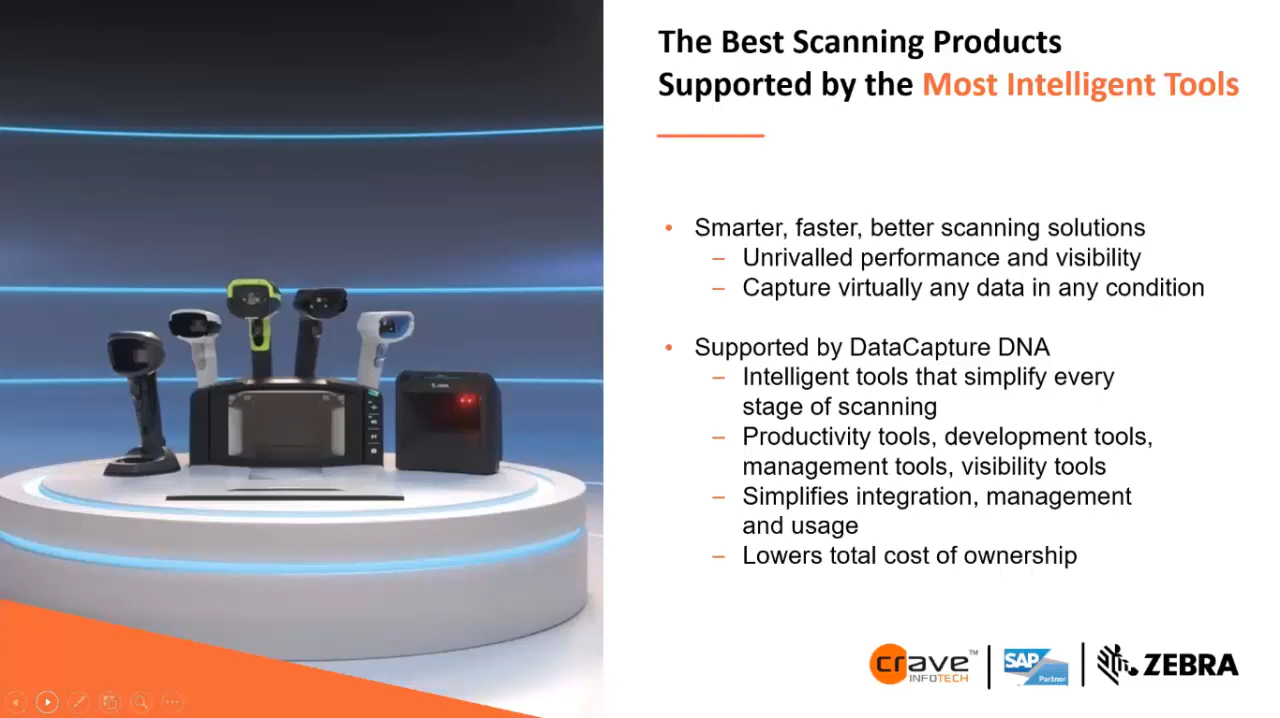 The Best Scanning Products
Supported by the Most Intelligent Tools
• Smarter, faster, better scanning solutions
– Unrivalled performance and visibility
– Capture virtually any data in any condition
• Supported by DataCapture DNA
– Intelligent tools that simplify every
stage of scanning
– Productivity tools, development tools,
management tools, visibility tools
– Simplifies integration, management
and usage
– Lowers total cost of ownership
ZEBRA
crave™
INFOTECH
SAP
Partner
ZEBRA